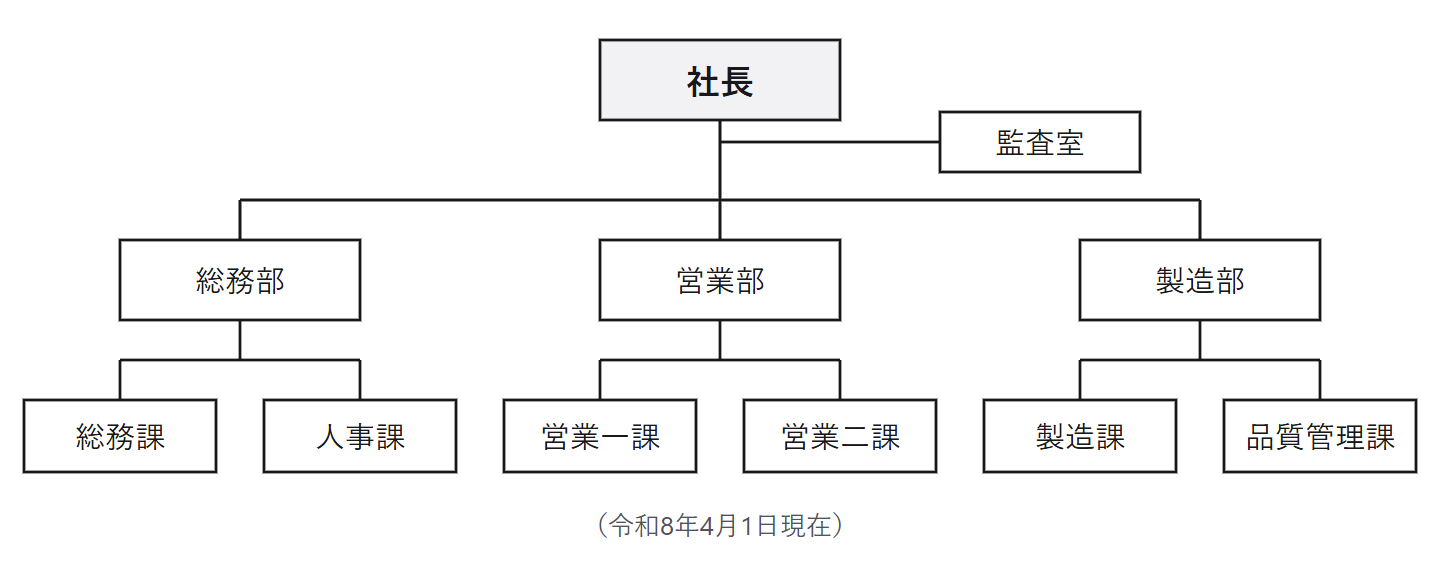 社長
監査室
総務部
営業部
製造部
総務課
人事課
営業一課
営業二課
製造課
品質管理課
（令和8年4月1日現在）